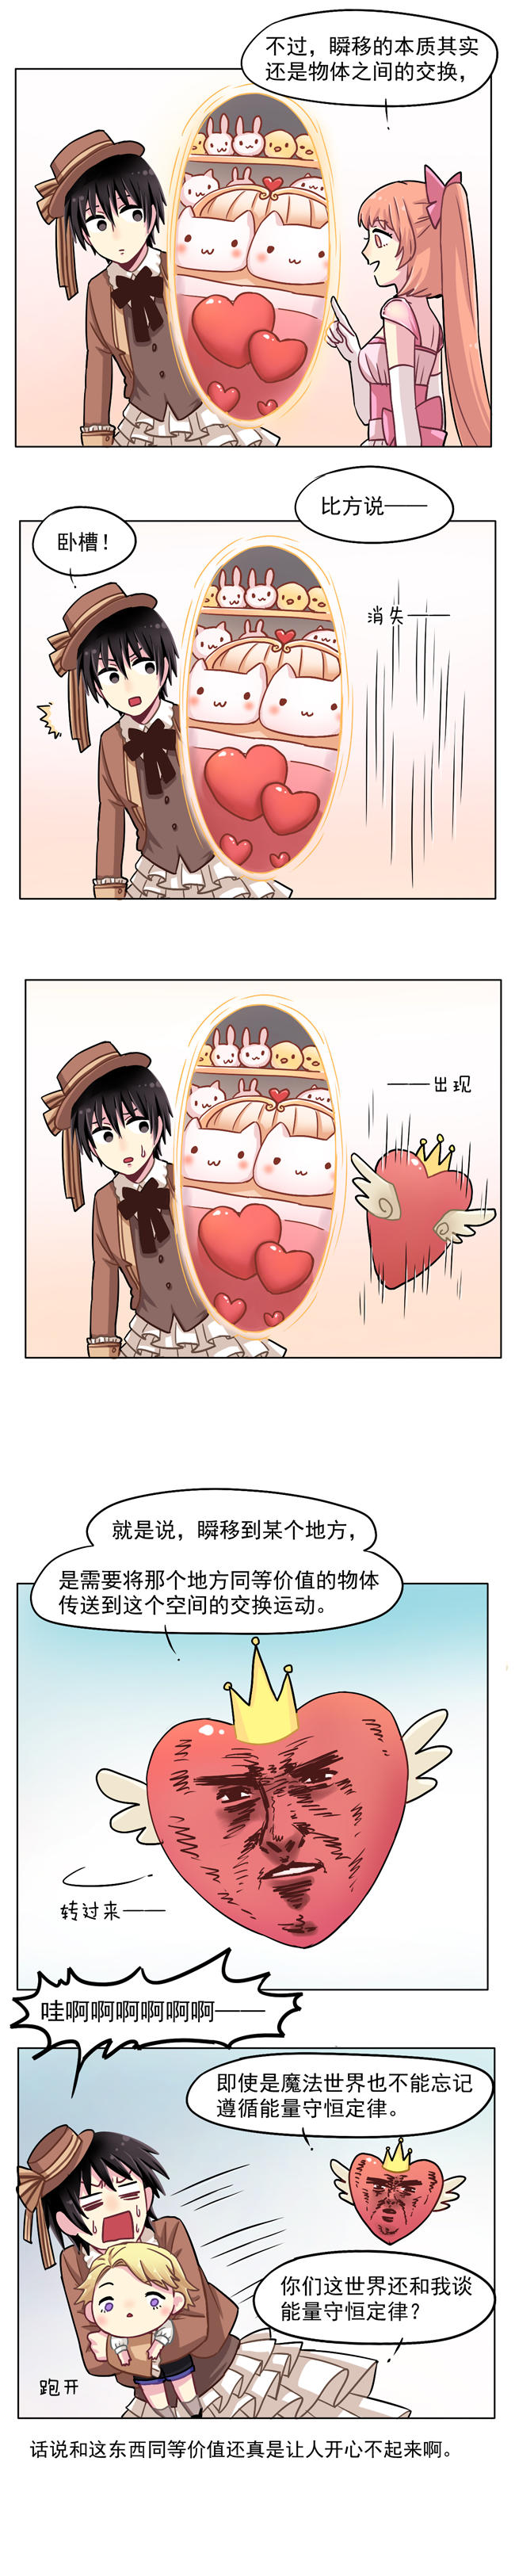 不过，瞬移的本质其实
还是物体之间的交换，
比方说——
卧槽！
消失——
——出现
就是说，瞬移到某个地方，
是需要将那个地方同等价值的物体
传送到这个空间的交换运动。
转过来——
哇啊啊啊啊啊啊——
即使是魔法世界也不能忘记
遵循能量守恒定律。
你们这世界还和我谈
能量守恒定律？
跑开
话说和这东西同等价值还真是让人开心不起来啊。